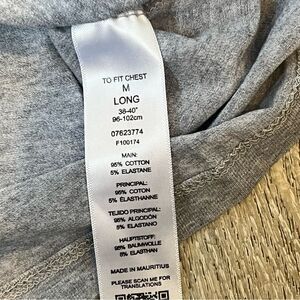 TO FIT CHEST
M
LONG
38-40"
96-102cm
07623774
F100174
MAIN:
95% COTTON
5% ELASTANE
PRINCIPAL:
95% COTON
5% ÉLASTHANNE
TEJIDO PRINCIPAL:
95% ALGODÓN
5% ELASTANO
HAUPTSTOFF:
95% BAUMWOLLE
5% ELASTHAN
MADE IN MAURITIUS
PLEASE SCAN ME FOR
TRANSLATIONS